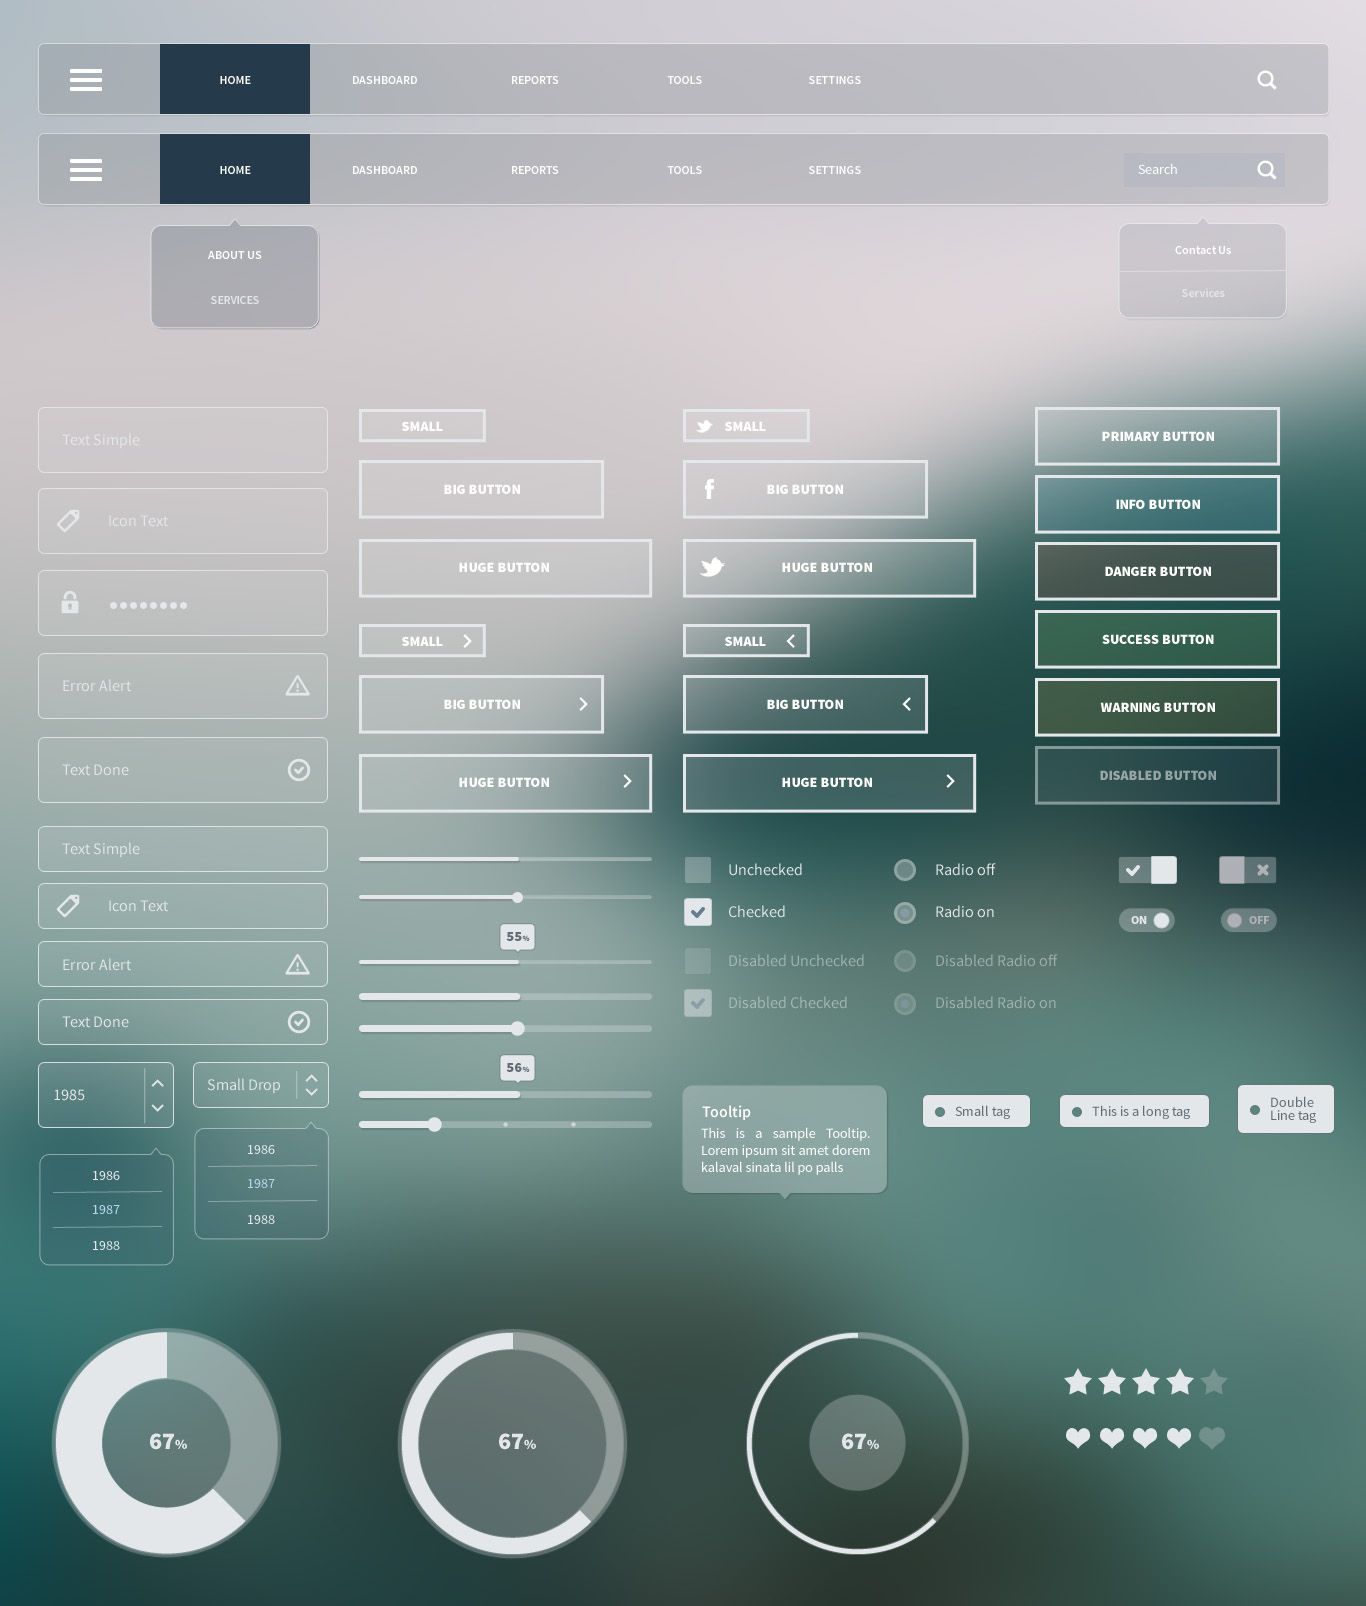 HOME DASHBOARD REPORTS TOOLS SETTINGS
HOME DASHBOARD REPORTS TOOLS SETTINGS Search
ABOUT US
SERVICES
Contact Us
Services
Text Simple
Icon Text
Error Alert
Text Done
Text Simple
Icon Text
Error Alert
Text Done
1985
Small Drop
1986
1987
1988
1986
1987
1988
SMALL
BIG BUTTON
HUGE BUTTON
SMALL
BIG BUTTON
HUGE BUTTON
55%
56%
SMALL
BIG BUTTON
HUGE BUTTON
SMALL
BIG BUTTON
HUGE BUTTON
PRIMARY BUTTON
INFO BUTTON
DANGER BUTTON
SUCCESS BUTTON
WARNING BUTTON
DISABLED BUTTON
Unchecked
Checked
Disabled Unchecked
Disabled Checked
Radio off
Radio on
Disabled Radio off
Disabled Radio on
ON
OFF
Tooltip
This is a sample Tooltip.
Lorem ipsum sit amet dorem
kalaval sinata lil po palls
Small tag
This is a long tag
Double
Line tag
67%
67%
67%